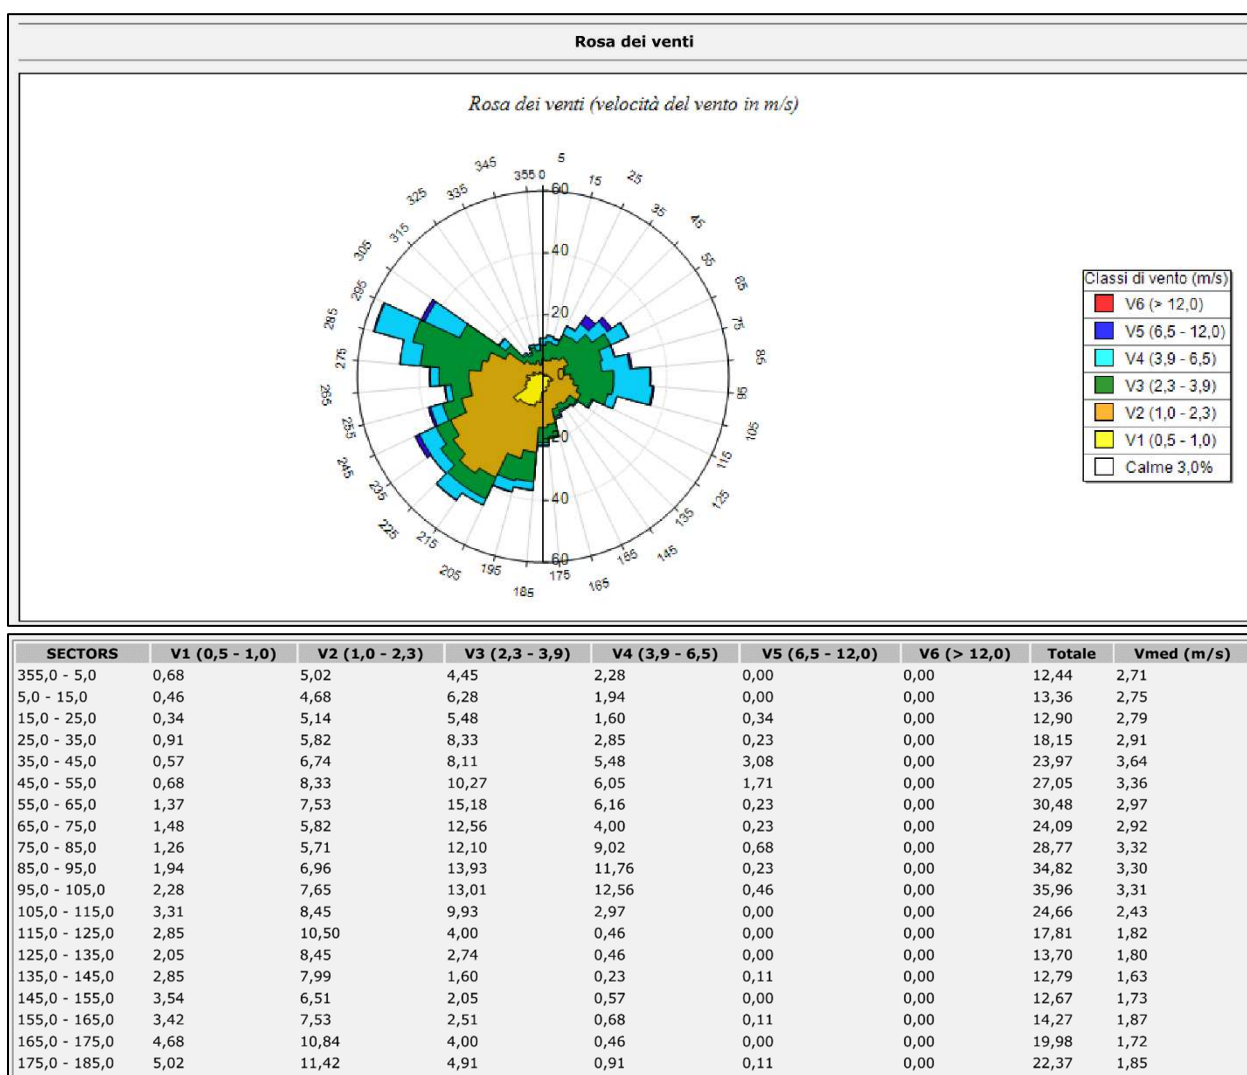 Rosa dei venti
Rosa dei venti (velocità del vento in m/s)
355 0 5
345 15 25
335 35
325 45
315 55
305 65
295 75
285 85
275 95
265 105
255 115
245 125
235 135
225 145
215 155
205 165
195 175
185
60
40
20
20
40
60
Classi di vento (m/s)
V6 (> 12,0)
V5 (6,5 - 12,0)
V4 (3,9 - 6,5)
V3 (2,3 - 3,9)
V2 (1,0 - 2,3)
V1 (0,5 - 1,0)
Calme 3,0%
SECTORS V1 (0,5 - 1,0) V2 (1,0 - 2,3) V3 (2,3 - 3,9) V4 (3,9 - 6,5) V5 (6,5 - 12,0) V6 (> 12,0) Totale Vmed (m/s)
355,0 - 5,0 0,68 5,02 4,45 2,28 0,00 0,00 12,44 2,71
5,0 - 15,0 0,46 4,68 6,28 1,94 0,00 0,00 13,36 2,75
15,0 - 25,0 0,34 5,14 5,48 1,60 0,34 0,00 12,90 2,79
25,0 - 35,0 0,91 5,82 8,33 2,85 0,23 0,00 18,15 2,91
35,0 - 45,0 0,57 6,74 8,11 5,48 3,08 0,00 23,97 3,64
45,0 - 55,0 0,68 8,33 10,27 6,05 1,71 0,00 27,05 3,36
55,0 - 65,0 1,37 7,53 15,18 6,16 0,23 0,00 30,48 2,97
65,0 - 75,0 1,48 5,82 12,56 4,00 0,23 0,00 24,09 2,92
75,0 - 85,0 1,26 5,71 12,10 9,02 0,68 0,00 28,77 3,32
85,0 - 95,0 1,94 6,96 13,93 11,76 0,23 0,00 34,82 3,30
95,0 - 105,0 2,28 7,65 13,01 12,56 0,46 0,00 35,96 3,31
105,0 - 115,0 3,31 8,45 9,93 2,97 0,00 0,00 24,66 2,43
115,0 - 125,0 2,85 10,50 4,00 0,46 0,00 0,00 17,81 1,82
125,0 - 135,0 2,05 8,45 2,74 0,46 0,00 0,00 13,70 1,80
135,0 - 145,0 2,85 7,99 1,60 0,23 0,11 0,00 12,79 1,63
145,0 - 155,0 3,54 6,51 2,05 0,57 0,00 0,00 12,67 1,73
155,0 - 165,0 3,42 7,53 2,51 0,68 0,11 0,00 14,27 1,87
165,0 - 175,0 4,68 10,84 4,00 0,46 0,00 0,00 19,98 1,72
175,0 - 185,0 5,02 11,42 4,91 0,91 0,11 0,00 22,37 1,85